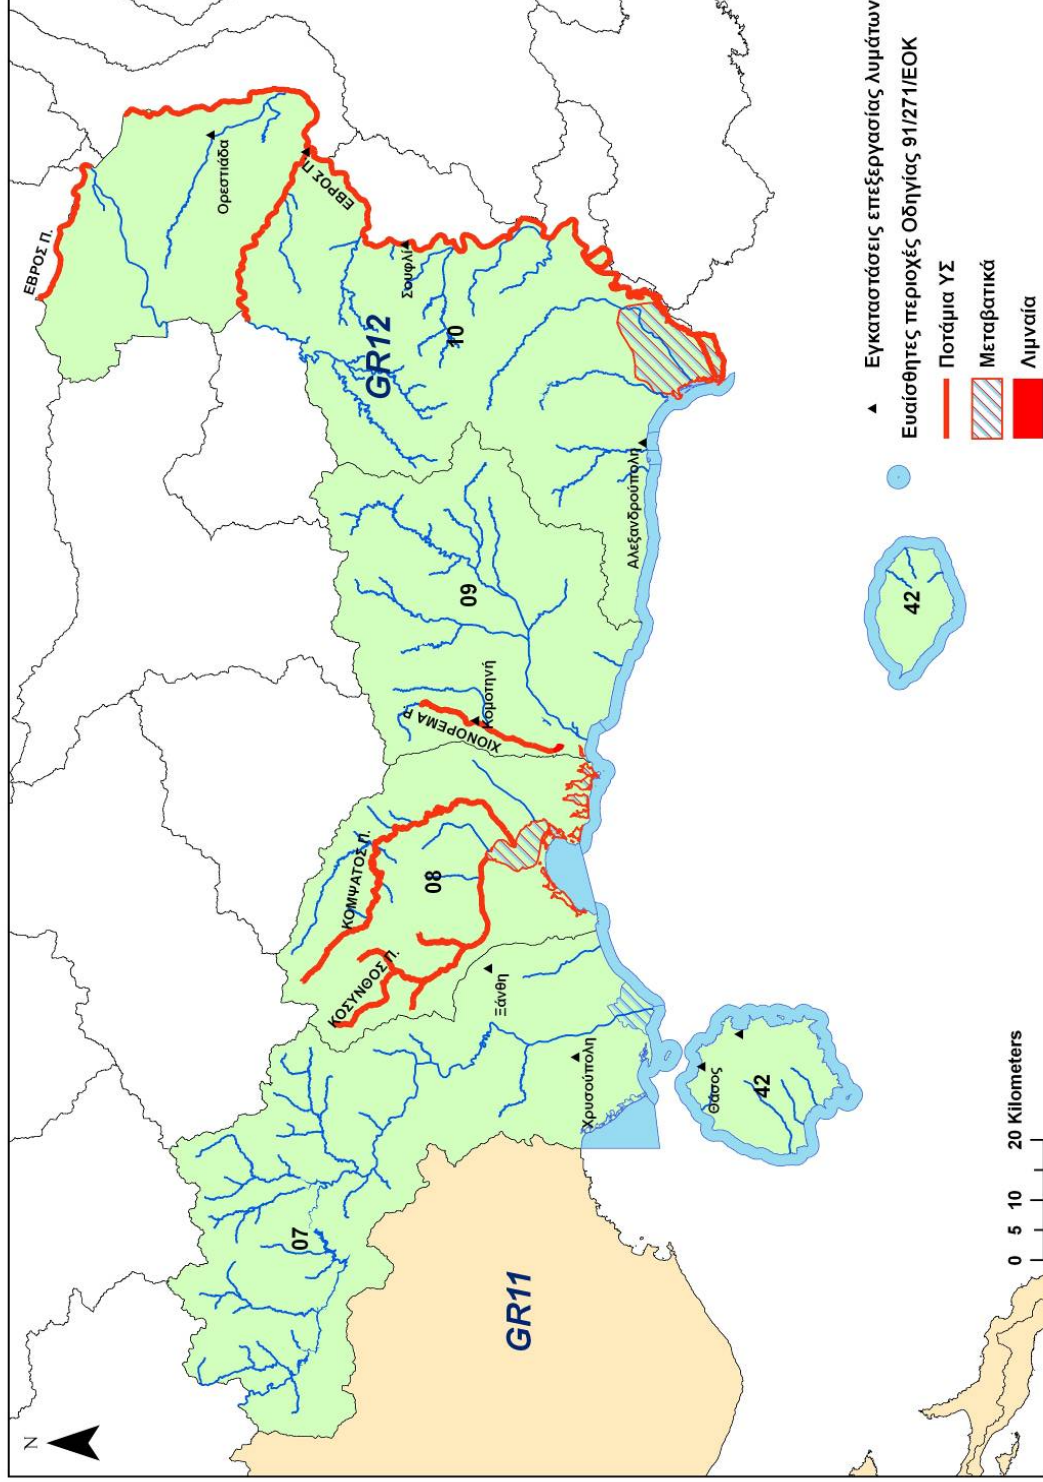 N
ΕΒΡΟΣ Π.
Ορεστιάδα
ΕΒΡΟΣ Π.
Σουφλί
GR12
10
ΚΟΜΨΑΤΟΣ Π.
ΚΟΣΥΝΘΟΣ Π.
08
ΧΙΟΝΟΡΕΜΑ Ρ.
Κομοτηνή
09
Αλεξανδρούπολη
07
Ξάνθη
Χρυσούπολη
GR11
Θάσος
42
42
0 5 10 20 Kilometers
Εγκαταστάσεις επεξεργασίας λυμάτων
Ευαίσθητες περιοχές Οδηγίας 91/271/ΕΟΚ
Ποτάμια ΥΣ
Μεταβατικά
Λιμναία